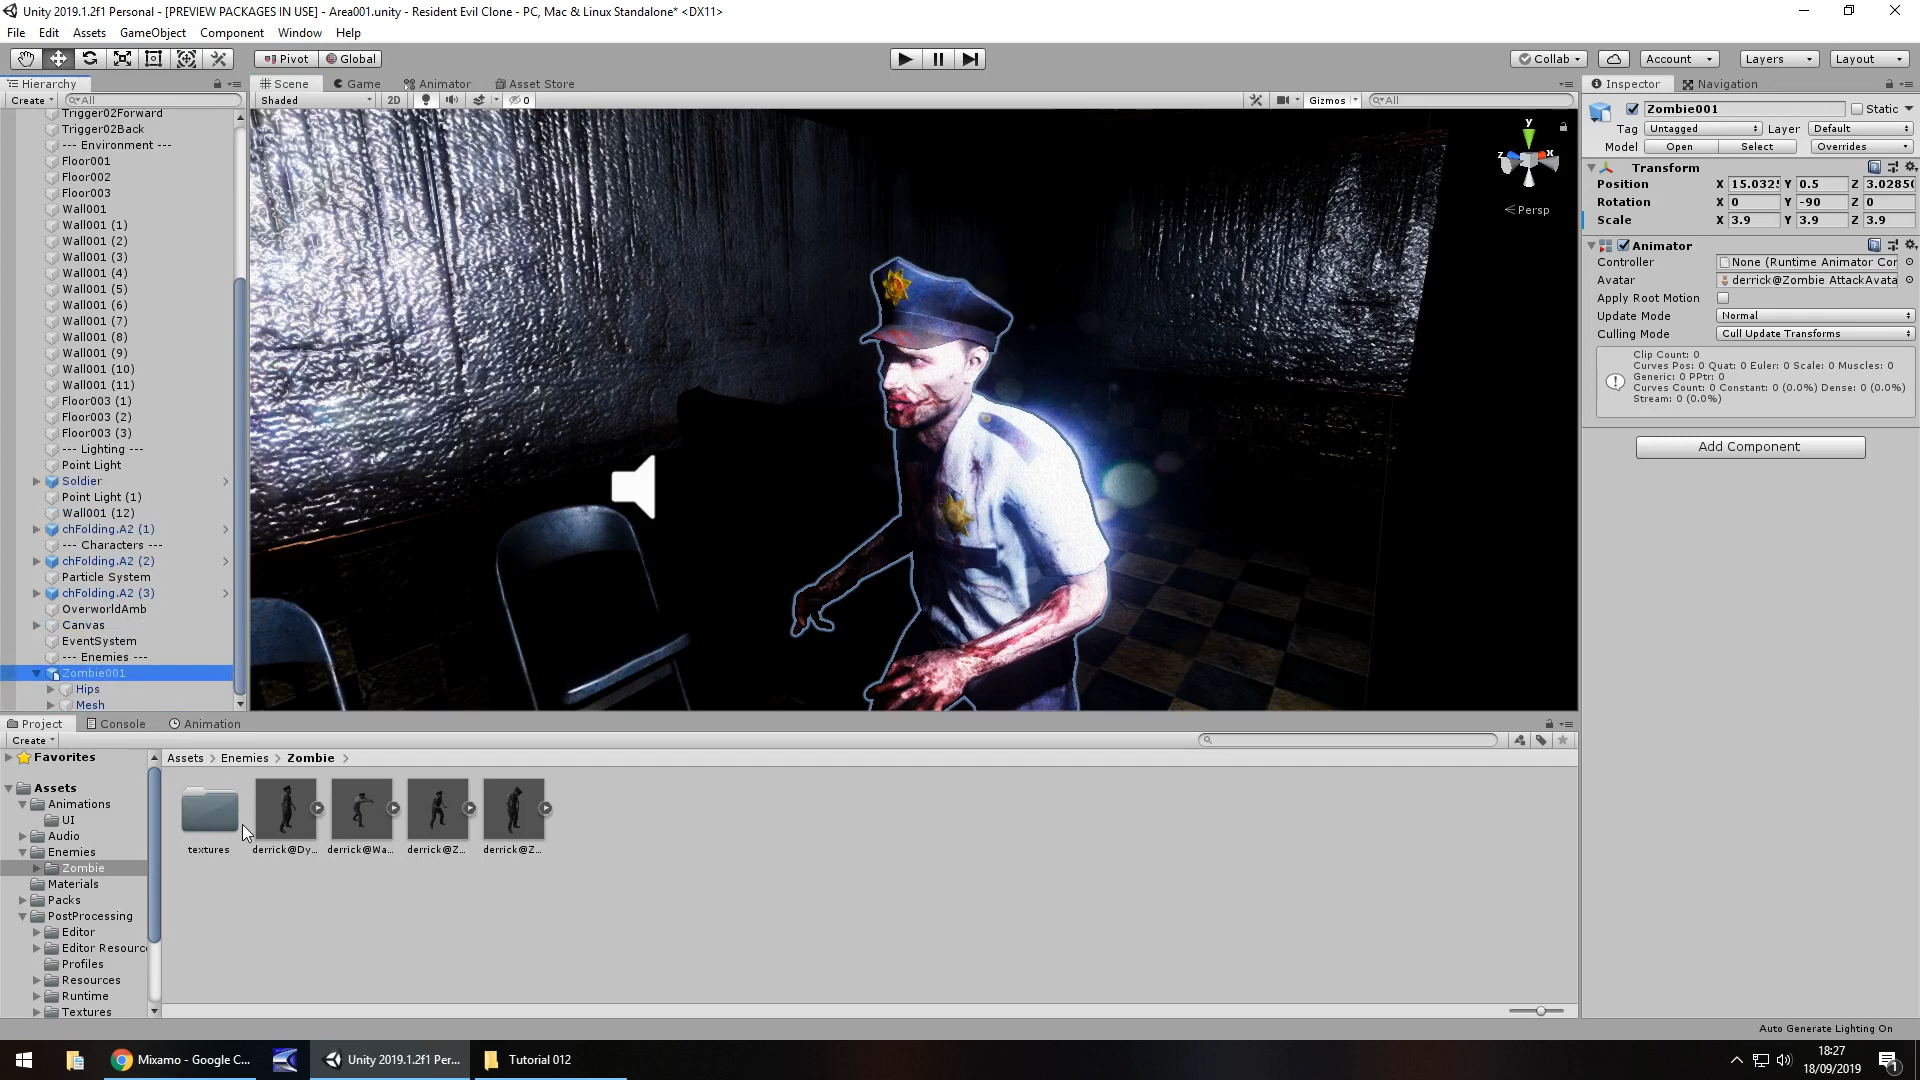 Unity 2019.1.2f1 Personal - [PREVIEW PACKAGES IN USE] - Area001.unity - Resident Evil Clone - PC, Mac & Linux Standalone* <DX11>
File Edit Assets GameObject Component Window Help
Pivot Global Collab Account Layers Layout
Hierarchy Scene Game Animator Asset Store Inspector Navigation
Create All Shaded 2D 0 Gizmos All
Trigger02Forward
Trigger02Back
--- Environment ---
Floor001
Floor002
Floor003
Wall001
Wall001 (1)
Wall001 (2)
Wall001 (3)
Wall001 (4)
Wall001 (5)
Wall001 (6)
Wall001 (7)
Wall001 (8)
Wall001 (9)
Wall001 (10)
Wall001 (11)
Floor003 (1)
Floor003 (2)
Floor003 (3)
--- Lighting ---
Point Light
Soldier
Point Light (1)
Wall001 (12)
chFolding.A2 (1)
--- Characters ---
chFolding.A2 (2)
Particle System
chFolding.A2 (3)
OverworldAmb
Canvas
EventSystem
--- Enemies ---
Zombie001
Hips
Mesh
y
z x
Persp
Zombie001 Static
Tag Untagged Layer Default
Model Open Select Overrides
Transform
Position X 15.032 Y 0.5 Z 3.0285
Rotation X 0 Y -90 Z 0
Scale X 3.9 Y 3.9 Z 3.9
Animator
Controller None (Runtime Animator Cor
Avatar derrick@Zombie AttackAvata
Apply Root Motion
Update Mode Normal
Culling Mode Cull Update Transforms
Clip Count: 0
Curves Pos: 0 Quat: 0 Euler: 0 Scale: 0 Muscles: 0
Generic: 0 PPtr: 0
Curves Count: 0 Constant: 0 (0.0%) Dense: 0 (0.0%)
Stream: 0 (0.0%)
Add Component
Project Console Animation
Create
Favorites
Assets
Animations
UI
Audio
Enemies
Zombie
Materials
Packs
PostProcessing
Editor
Editor Resourc
Profiles
Resources
Runtime
Textures
Assets > Enemies > Zombie >
textures derrick@Dy... derrick@Wa... derrick@Z... derrick@Z...
Auto Generate Lighting On
Mixamo - Google C... Unity 2019.1.2f1 Per... Tutorial 012
18:27
18/09/2019
1